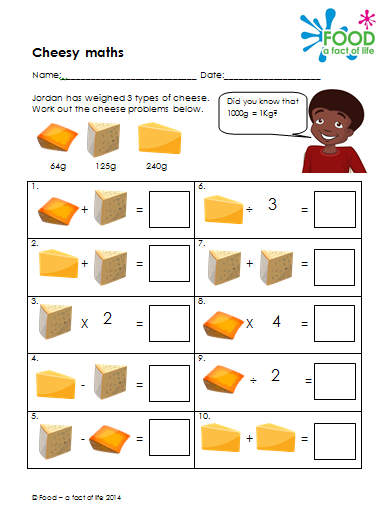 FOOD
a fact of life
Cheesy maths
Name:___________________________ Date:___________________
Jordan has weighed 3 types of cheese.
Work out the cheese problems below.
Did you know that
1000g = 1Kg?
64g 125g 240g
1.
+ =
6.
÷ 3 =
2.
+ =
7.
+ =
3.
X 2 =
8.
X 4 =
4.
- =
9.
÷ 2 =
5.
- =
10.
+ =
© Food – a fact of life 2014